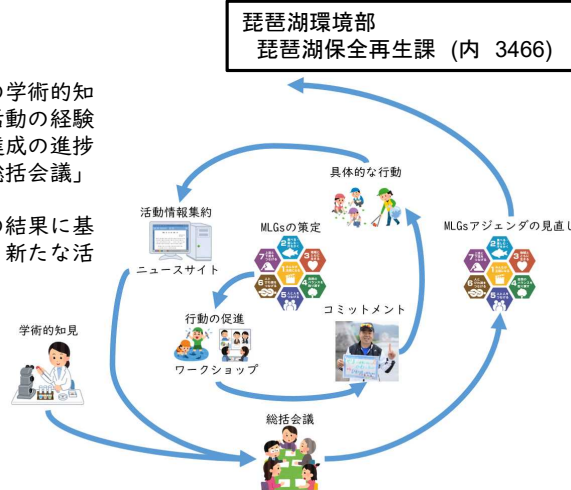 琵琶湖環境部
琵琶湖保全再生課 (内 3466)
の学術的知
活動の経験
達成の進捗
総括会議」
の結果に基
新たな活
具体的な行動
活動情報集約
ニュースサイト
MLGsの策定
MLGsアジェンダの見直し
行動の促進
ワークショップ
コミットメント
学術的知見
総括会議